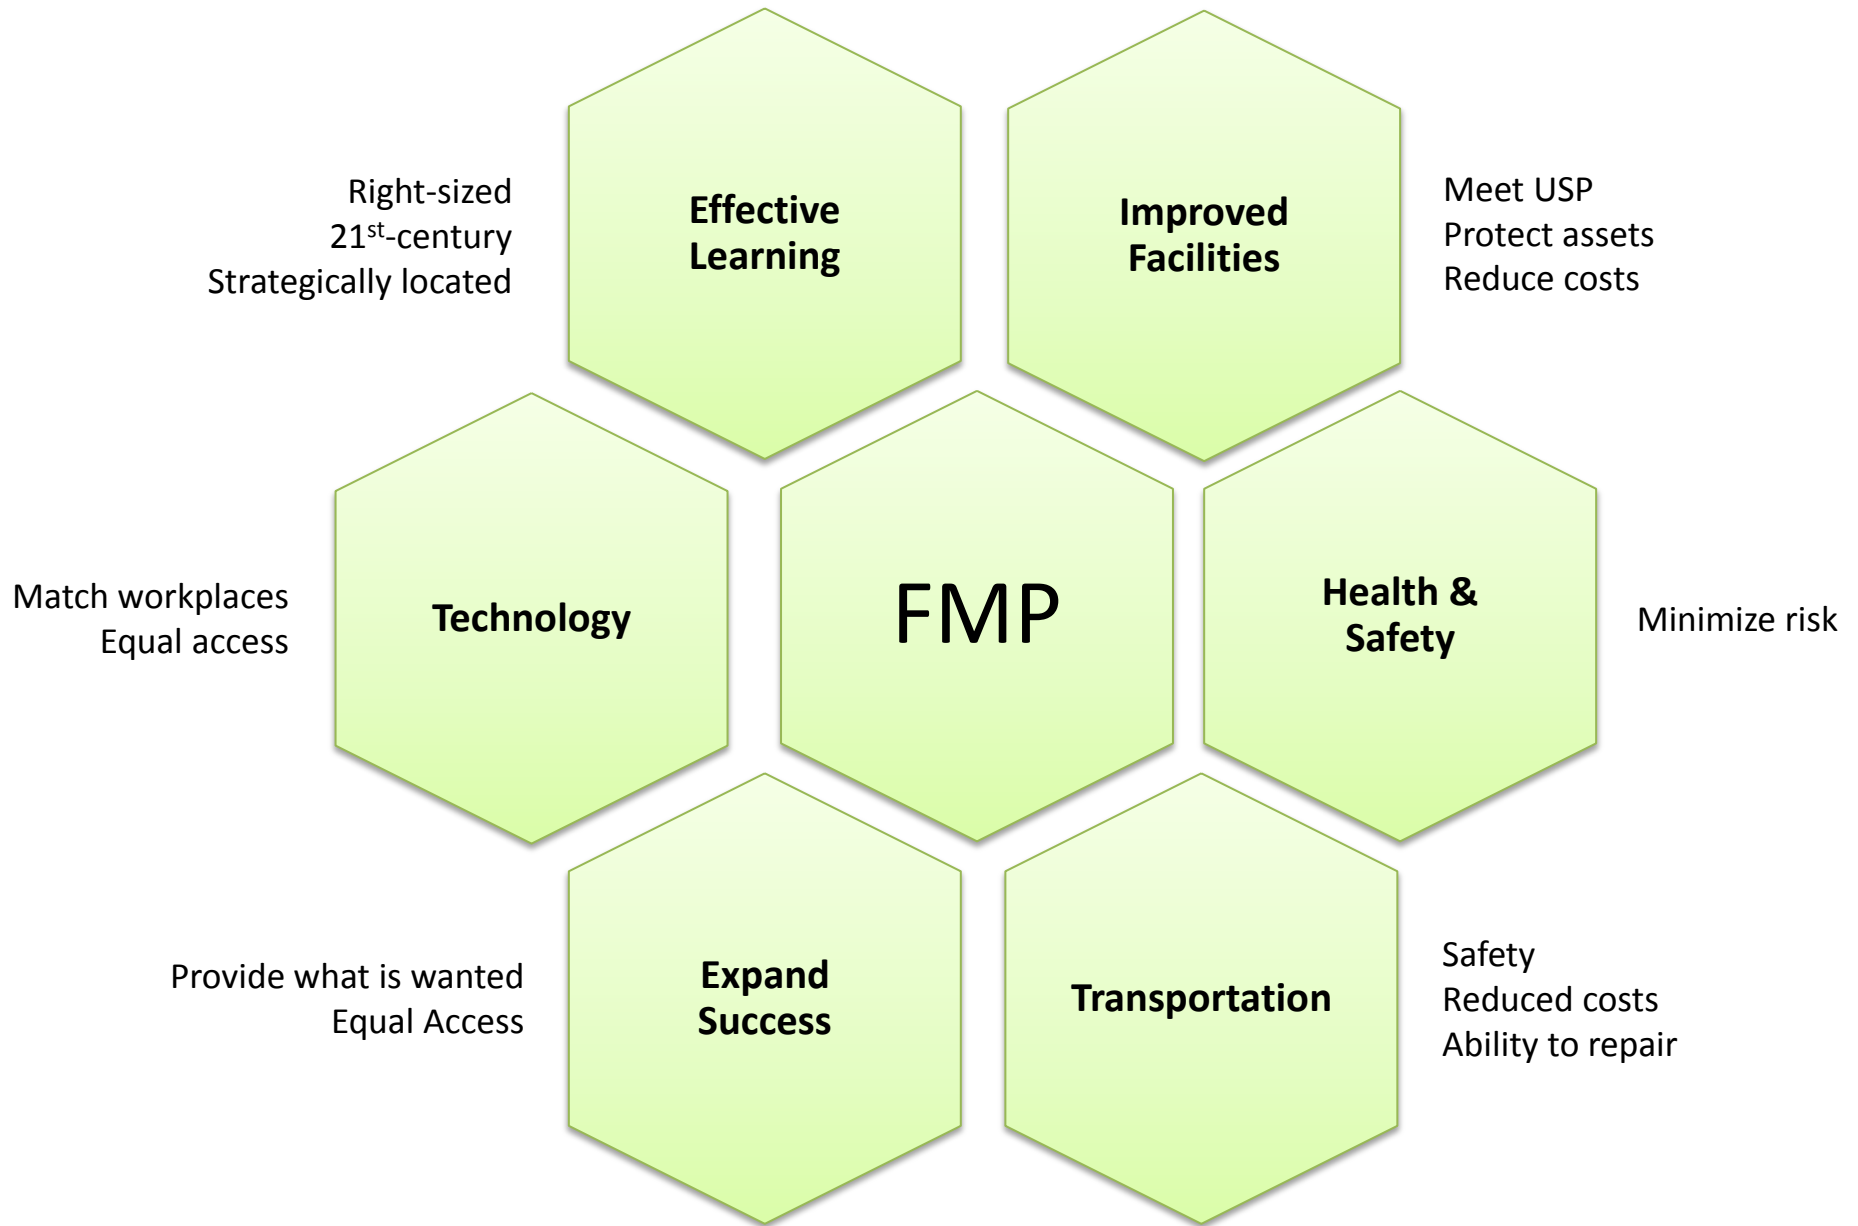 Right-sized
21st-century
Strategically located
Effective
Learning
Improved
Facilities
Meet USP
Protect assets
Reduce costs
Match workplaces
Equal access
Technology
FMP
Health &
Safety
Minimize risk
Provide what is wanted
Equal Access
Expand
Success
Transportation
Safety
Reduced costs
Ability to repair